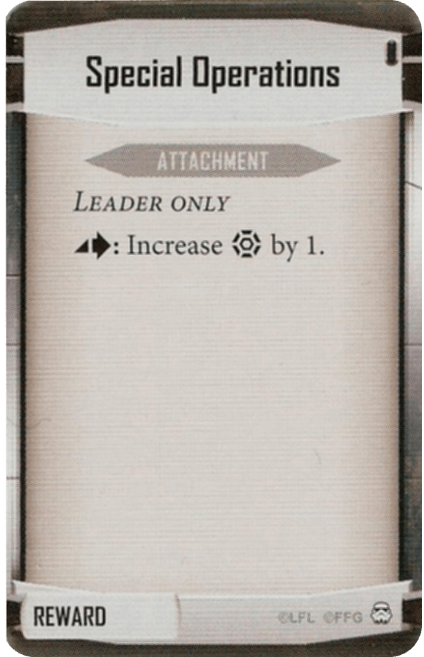 Special Operations
ATTACHMENT
LEADER ONLY
: Increase by 1.
REWARD
©LFL ©FFG